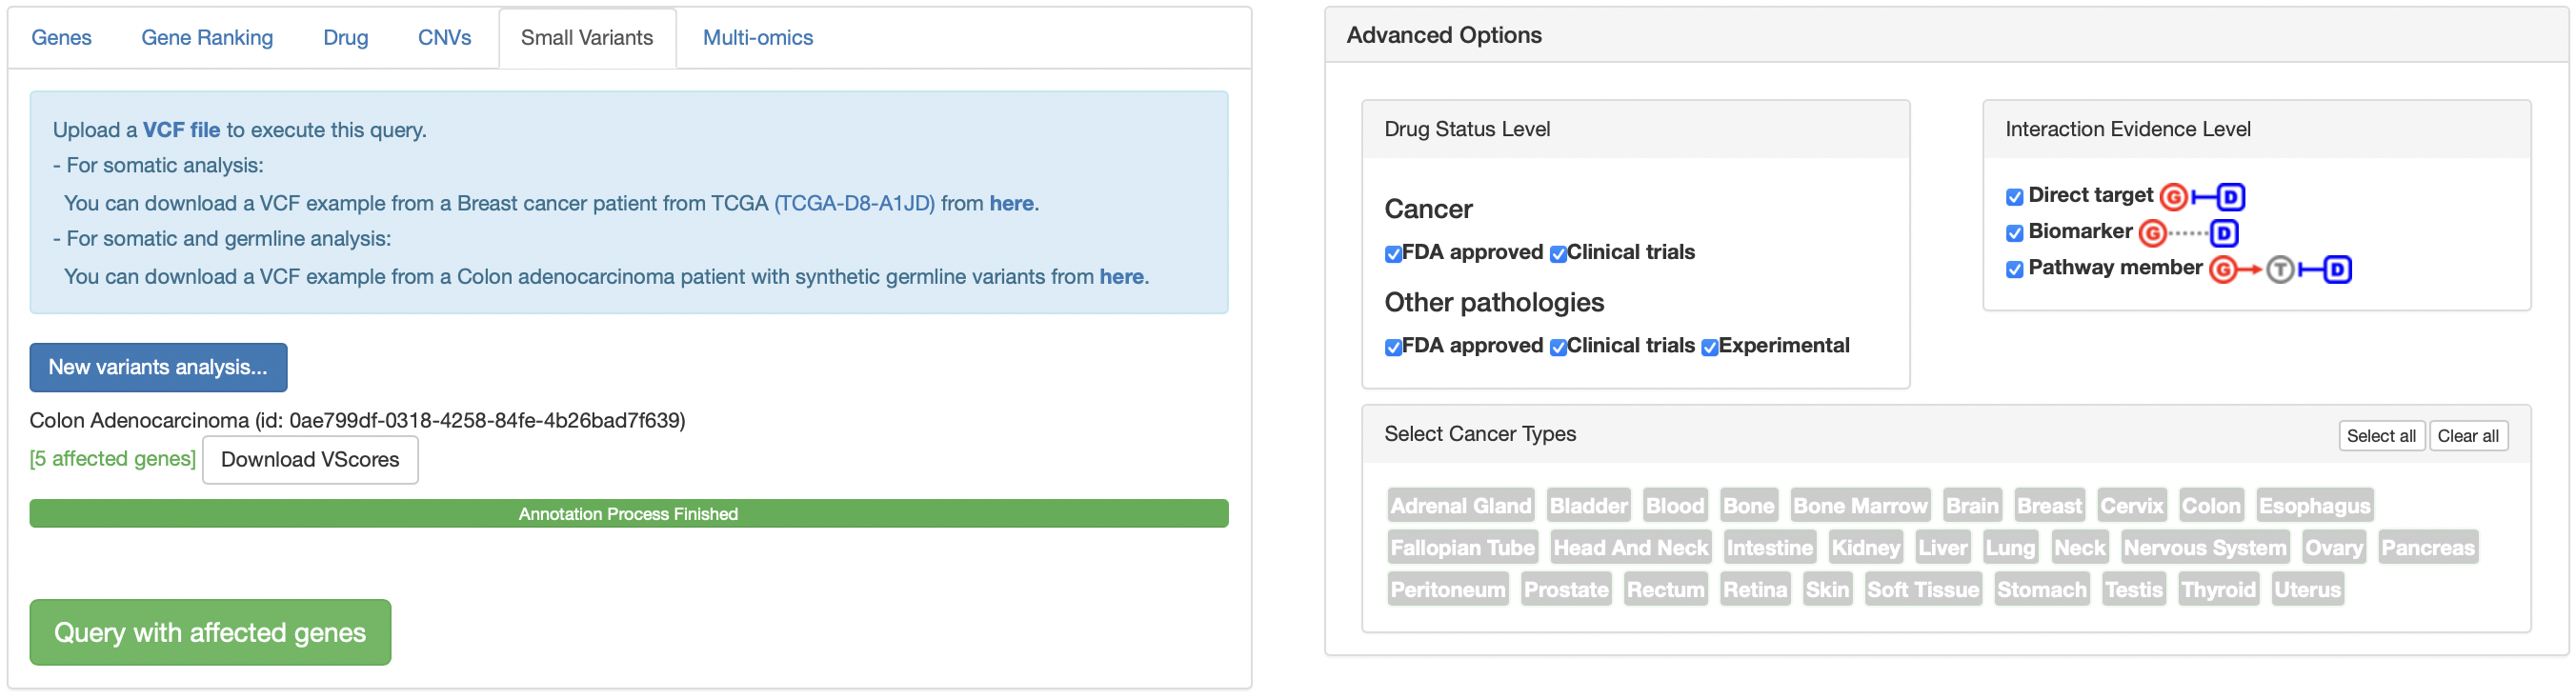 Genes Gene Ranking Drug CNVs Small Variants Multi-omics
Upload a VCF file to execute this query.
- For somatic analysis:
You can download a VCF example from a Breast cancer patient from TCGA (TCGA-D8-A1JD) from here.
- For somatic and germline analysis:
You can download a VCF example from a Colon adenocarcinoma patient with synthetic germline variants from here.
New variants analysis...
Colon Adenocarcinoma (id: 0ae799df-0318-4258-84fe-4b26bad7f639)
[5 affected genes] Download VScores
Annotation Process Finished
Query with affected genes
Advanced Options
Drug Status Level
Cancer
FDA approved Clinical trials
Other pathologies
FDA approved Clinical trials Experimental
Interaction Evidence Level
Direct target G D
Biomarker G D
Pathway member G T D
Select Cancer Types Select all Clear all
Adrenal Gland Bladder Blood Bone Bone Marrow Brain Breast Cervix Colon Esophagus
Fallopian Tube Head And Neck Intestine Kidney Liver Lung Neck Nervous System Ovary Pancreas
Peritoneum Prostate Rectum Retina Skin Soft Tissue Stomach Testis Thyroid Uterus